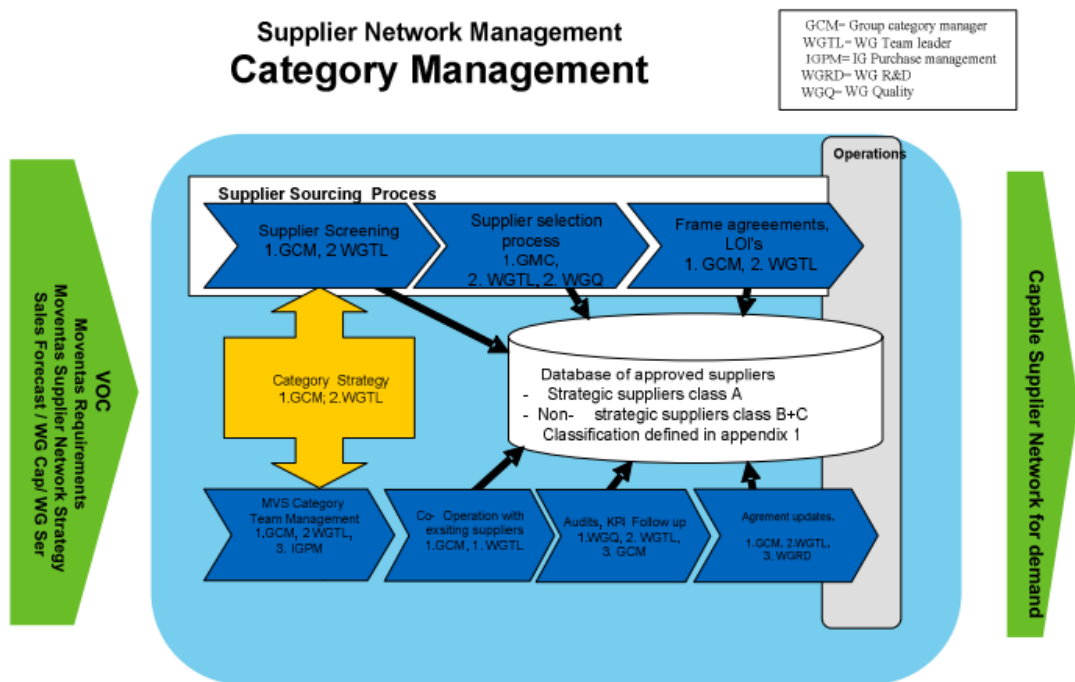 Supplier Network Management
Category Management
GCM= Group category manager
WGTL= WG Team leader
IGPM= IG Purchase management
WGRD= WG R&D
WGQ= WG Quality
VOC
Moventas Requirements
Moventas Supplier Network Strategy
Sales Forecast / WG Cap/ WG Ser
Operations
Supplier Sourcing Process
Supplier Screening
1.GCM, 2 WGTL
Supplier selection
process
1.GMC,
2. WGTL, 2. WGQ
Frame agreeements,
LOI's
1. GCM, 2. WGTL
Category Strategy
1.GCM; 2.WGTL
Database of approved suppliers
- Strategic suppliers class A
- Non- strategic suppliers class B+C
Classification defined in appendix 1
MVS Category
Team Management
1.GCM, 2 WGTL,
3. IGPM
Co- Operation with
exsiting suppliers
1.GCM, 1. WGTL
Audits, KPI Follow up
1.WGQ, 2. WGTL,
3. GCM
Agrement updates,
1.GCM, 2.WGTL,
3. WGRD
Capable Supplier Network for demand